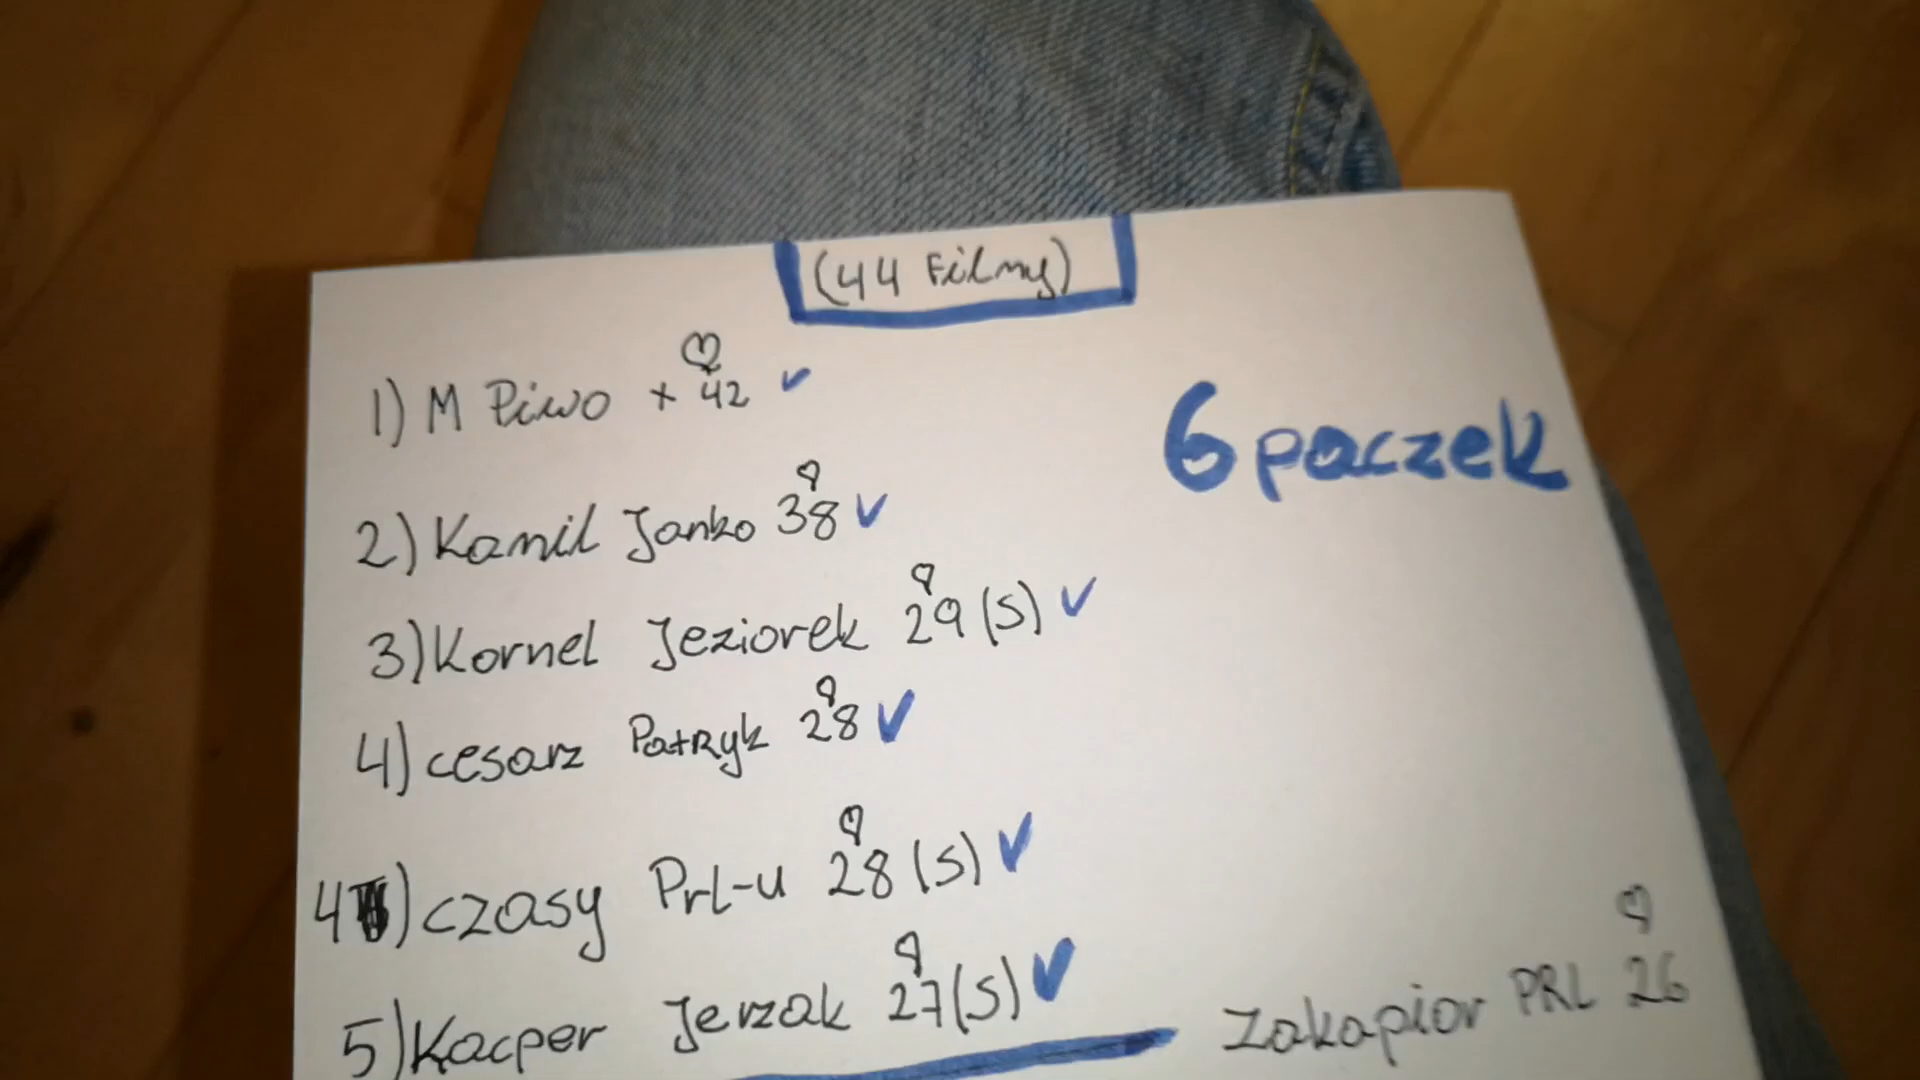 (44 Filmy)
1) M Piwo + 42 ✓
6 paczek
2) Kamil Janko 38 ✓
3) Kornel Jeziorek 29 (S) ✓
4) cesarz Patryk 28 ✓
4) czasy Prl-u 28 (S) ✓
5) Kacper Jerzak 27 (S) ✓
Zakapior PRL 26